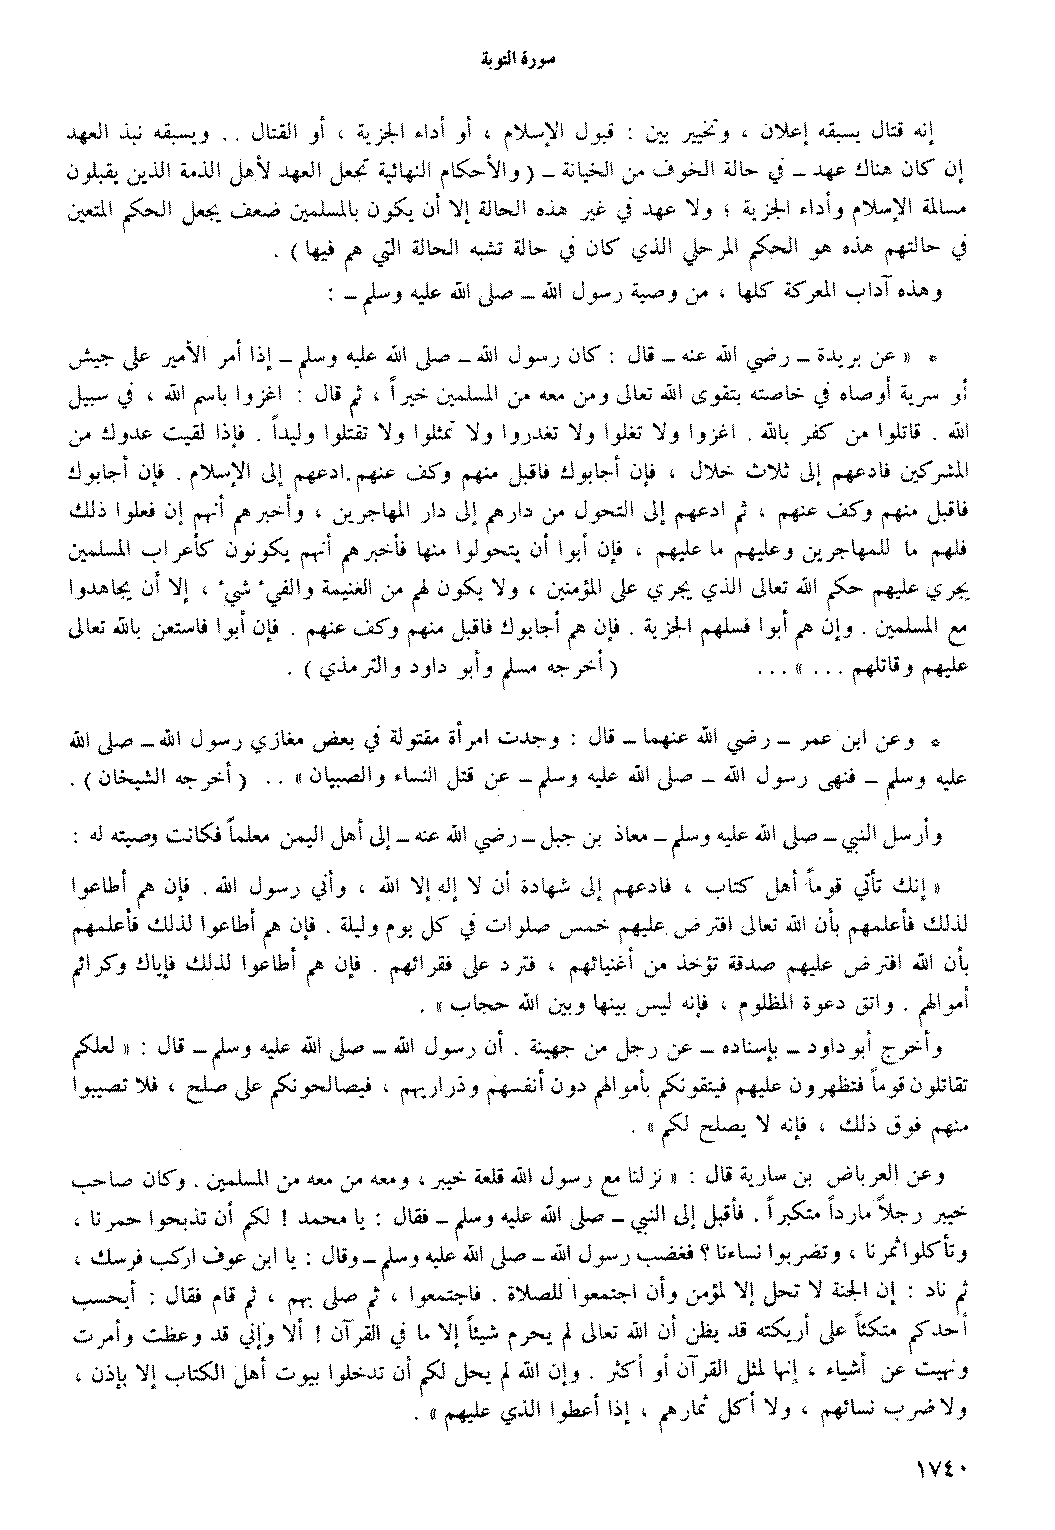 سورة التوبة
إنه قتال يسبقه إعلان ، وتخيير بين : قبول الإسلام ، أو أداء الجزية ، أو القتال .. ويسبقه نبذ العهد
إن كان هناك عهد – في حالة الخوف من الخيانة – ( والأحكام النهائية تجعل العهد لأهل الذمة الذين يقبلون
مسالمة الإسلام وأداء الجزية ؛ ولا عهد في غير هذه الحالة إلا أن يكون بالمسلمين ضعف يجعل الحكم المتعين
في حالتهم هذه هو الحكم المرحلي الذي كان في حالة تشبه الحالة التي هم فيها ) .
وهذه آداب المعركة كلها ، من وصية رسول الله – صلى الله عليه وسلم – :
* « عن بريدة – رضي الله عنه – قال : كان رسول الله – صلى الله عليه وسلم – إذا أمر الأمير على جيش
أو سرية أوصاه في خاصته بتقوى الله تعالى ومن معه من المسلمين خيراً ، ثم قال : اغزوا باسم الله ، في سبيل
الله . قاتلوا من كفر بالله . اغزوا ولا تغلوا ولا تغدروا ولا تمثلوا ولا تقتلوا وليداً . فإذا لقيت عدوك من
المشركين فادعهم إلى ثلاث خلال ، فإن أجابوك فاقبل منهم وكف عنهم.ادعهم إلى الإسلام . فإن أجابوك
فاقبل منهم وكف عنهم ، ثم ادعهم إلى التحول من دارهم إلى دار المهاجرين ، وأخبرهم أنهم إن فعلوا ذلك
فلهم ما للمهاجرين وعليهم ما عليهم ، فإن أبوا أن يتحولوا منها فأخبرهم أنهم يكونون كأعراب المسلمين
يجري عليهم حكم الله تعالى الذي يجري على المؤمنين ، ولا يكون لهم من الغنيمة والفيء شيء ، إلا أن يجاهدوا
مع المسلمين . وإن هم أبوا فسلهم الجزية . فإن هم أجابوك فاقبل منهم وكف عنهم . فإن أبوا فاستعن بالله تعالى
عليهم وقاتلهم ... » ... ( أخرجه مسلم وأبو داود والترمذي ) .
* وعن ابن عمر – رضي الله عنهما – قال : وجدت امرأة مقتولة في بعض مغازي رسول الله – صلى الله
عليه وسلم – فنهى رسول الله – صلى الله عليه وسلم – عن قتل النساء والصبيان » .. ( أخرجه الشيخان ) .
وأرسل النبي – صلى الله عليه وسلم – معاذ بن جبل – رضي الله عنه – إلى أهل اليمن معلماً فكانت وصيته له :
« إنك تأتي قوماً أهل كتاب ، فادعهم إلى شهادة أن لا إله إلا الله ، وأني رسول الله . فإن هم أطاعوا
لذلك فأعلمهم بأن الله تعالى افترض عليهم خمس صلوات في كل يوم وليلة . فإن هم أطاعوا لذلك فأعلمهم
بأن الله افترض عليهم صدقة تؤخذ من أغنيائهم ، فترد على فقرائهم . فإن هم أطاعوا لذلك فإياك وكرائم
أموالهم . واتق دعوة المظلوم ، فإنه ليس بينها وبين الله حجاب » .
وأخرج أبو داود – بإسناده – عن رجل من جهينة . أن رسول الله – صلى الله عليه وسلم – قال : « لعلكم
تقاتلون قوماً فتظهرون عليهم فيتقونكم بأموالهم دون أنفسهم وذراريهم ، فيصالحونكم على صلح ، فلا تصيبوا
منهم فوق ذلك ، فإنه لا يصلح لكم » .
وعن العرباض بن سارية قال : « نزلنا مع رسول الله قلعة خيبر ، ومعه من معه من المسلمين . وكان صاحب
خيبر رجلاً مارداً متكبراً . فأقبل إلى النبي – صلى الله عليه وسلم – فقال : يا محمد ! لكم أن تذبحوا حمرنا ،
وتأكلوا ثمرنا ، وتضربوا نساءنا ؟ فغضب رسول الله – صلى الله عليه وسلم – وقال : يا ابن عوف اركب فرسك ،
ثم ناد : إن الجنة لا تحل إلا لمؤمن وأن اجتمعوا للصلاة . فاجتمعوا ، ثم صلى بهم ، ثم قام فقال : أيحسب
أحدكم متكئاً على أريكته قد يظن أن الله تعالى لم يحرم شيئاً إلا ما في القرآن ! ألا وإني قد وعظت وأمرت
ونهيت عن أشياء ، إنها لمثل القرآن أو أكثر . وإن الله لم يحل لكم أن تدخلوا بيوت أهل الكتاب إلا بإذن ،
ولا ضرب نسائهم ، ولا أكل ثمارهم ، إذا أعطوا الذي عليهم » .
١٧٤٠